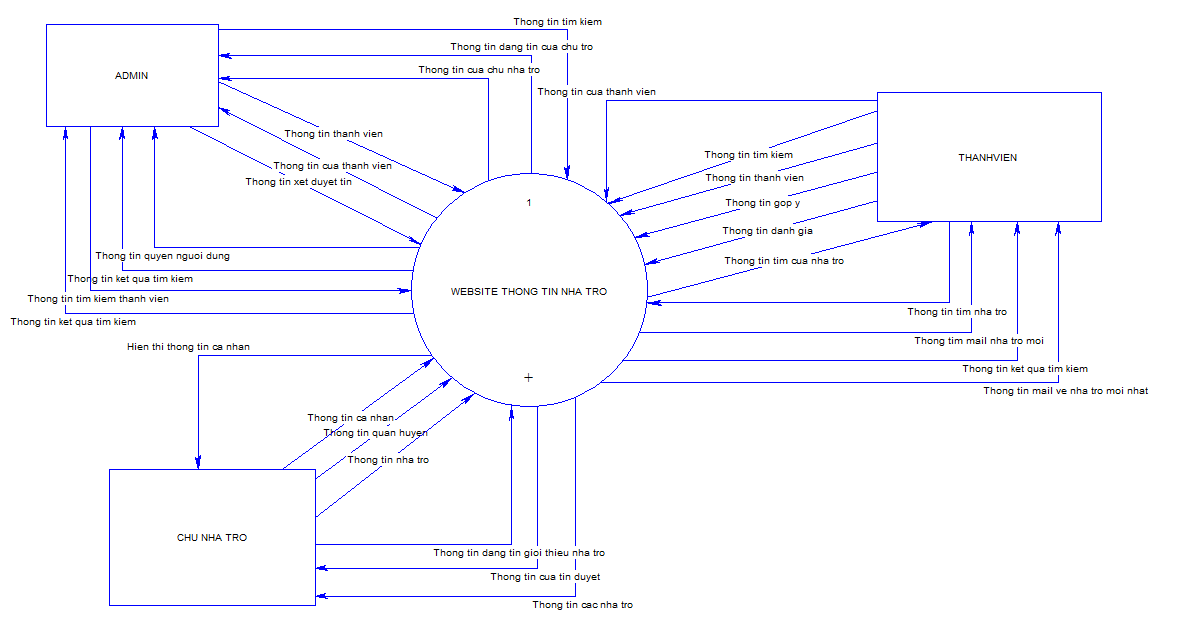 Thong tin tim kiem
Thong tin dang tin cua chu tro
Thong tin cua chu nha tro
ADMIN
Thong tin cua thanh vien
Thong tin thanh vien
Thong tin tim kiem
THANHVIEN
Thong tin cua thanh vien
Thong tin thanh vien
Thong tin xet duyet tin
1
Thong tin gop y
Thong tin danh gia
Thong tin quyen nguoi dung
Thong tin tim cua nha tro
Thong tin ket qua tim kiem
WEBSITE THONG TIN NHA TRO
Thong tin tim kiem thanh vien
Thong tin tim nha tro
Thong tin ket qua tim kiem
Thong tim mail nha tro moi
Hien thi thong tin ca nhan
Thong tin ket qua tim kiem
+
Thong tin mail ve nha tro moi nhat
Thong tin ca nhan
Thong tin quan huyen
Thong tin nha tro
CHU NHA TRO
Thong tin dang tin gioi thieu nha tro
Thong tin cua tin duyet
Thong tin cac nha tro